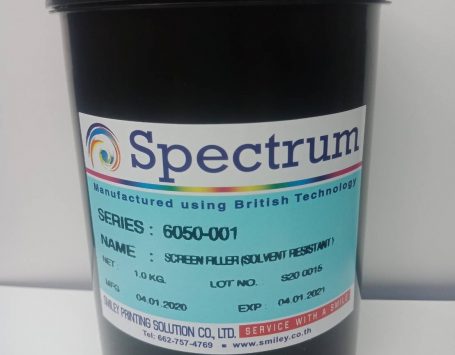 Spectrum
Manufactured using British Technology
SERIES : 6050-001
NAME : SCREEN FILLER (SOLVENT RESISTANT)
NET : 1.0 KG. LOT NO. S20 0015
MFG 04.01.2020 EXP : 04.01.2021
SMILEY PRINTING SOLUTION CO., LTD. SERVICE WITH A SMILE
Tel: 662-757-4769 ■ www.smiley.co.th